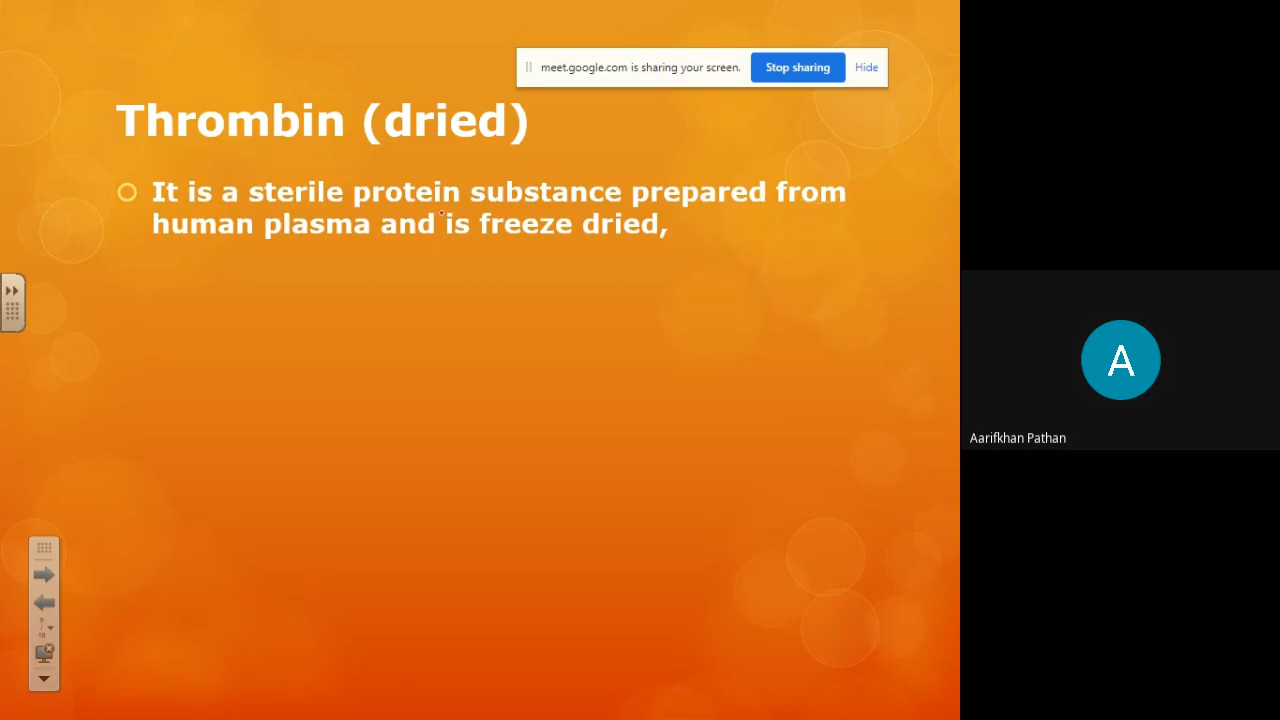 meet.google.com is sharing your screen.
Stop sharing
Hide
Thrombin (dried)
It is a sterile protein substance prepared from
human plasma and is freeze dried,
A
Aarifkhan Pathan